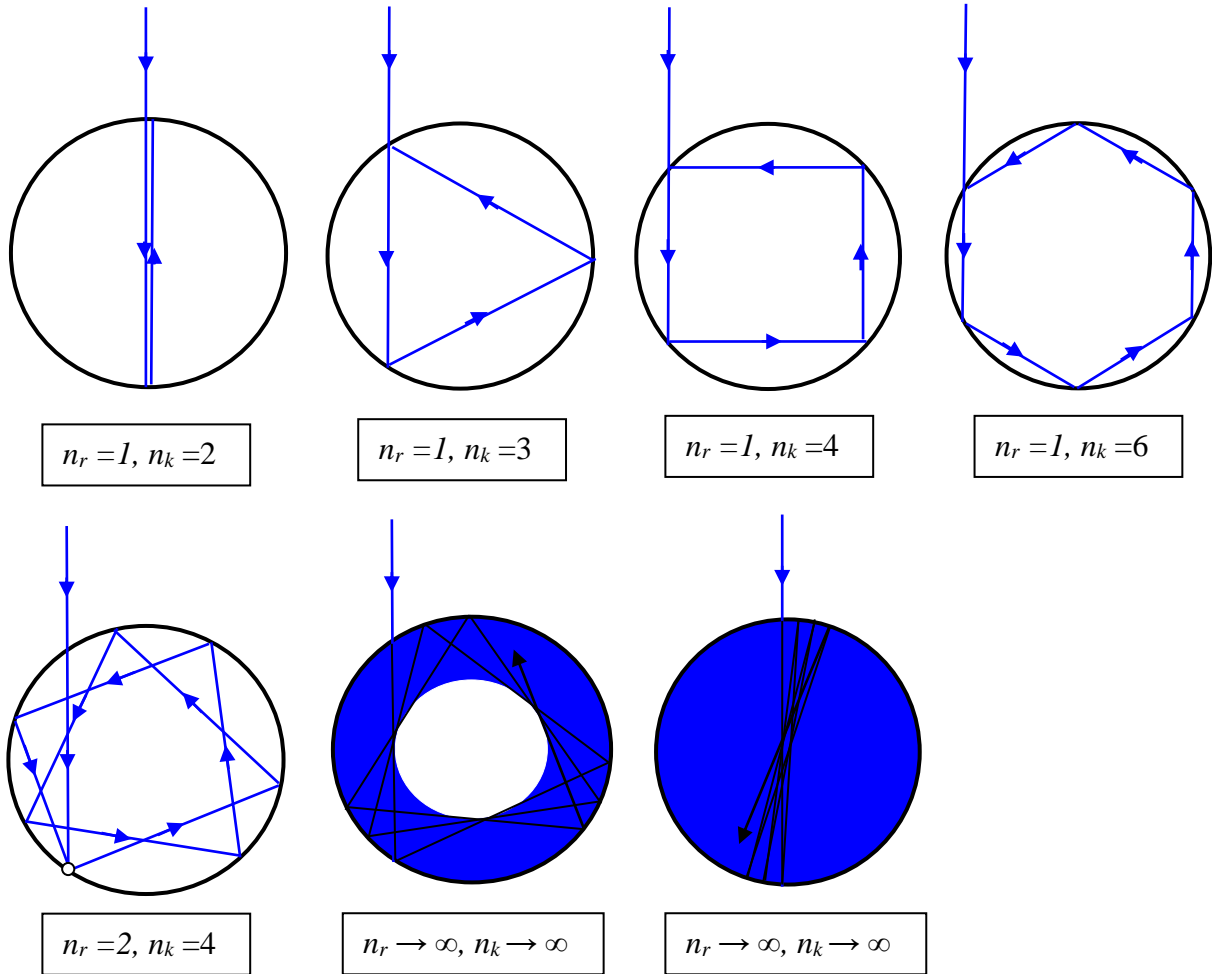 n_r =1, n_k =2
n_r =1, n_k =3
n_r =1, n_k =4
n_r =1, n_k =6
n_r =2, n_k =4
n_r → ∞, n_k → ∞
n_r → ∞, n_k → ∞